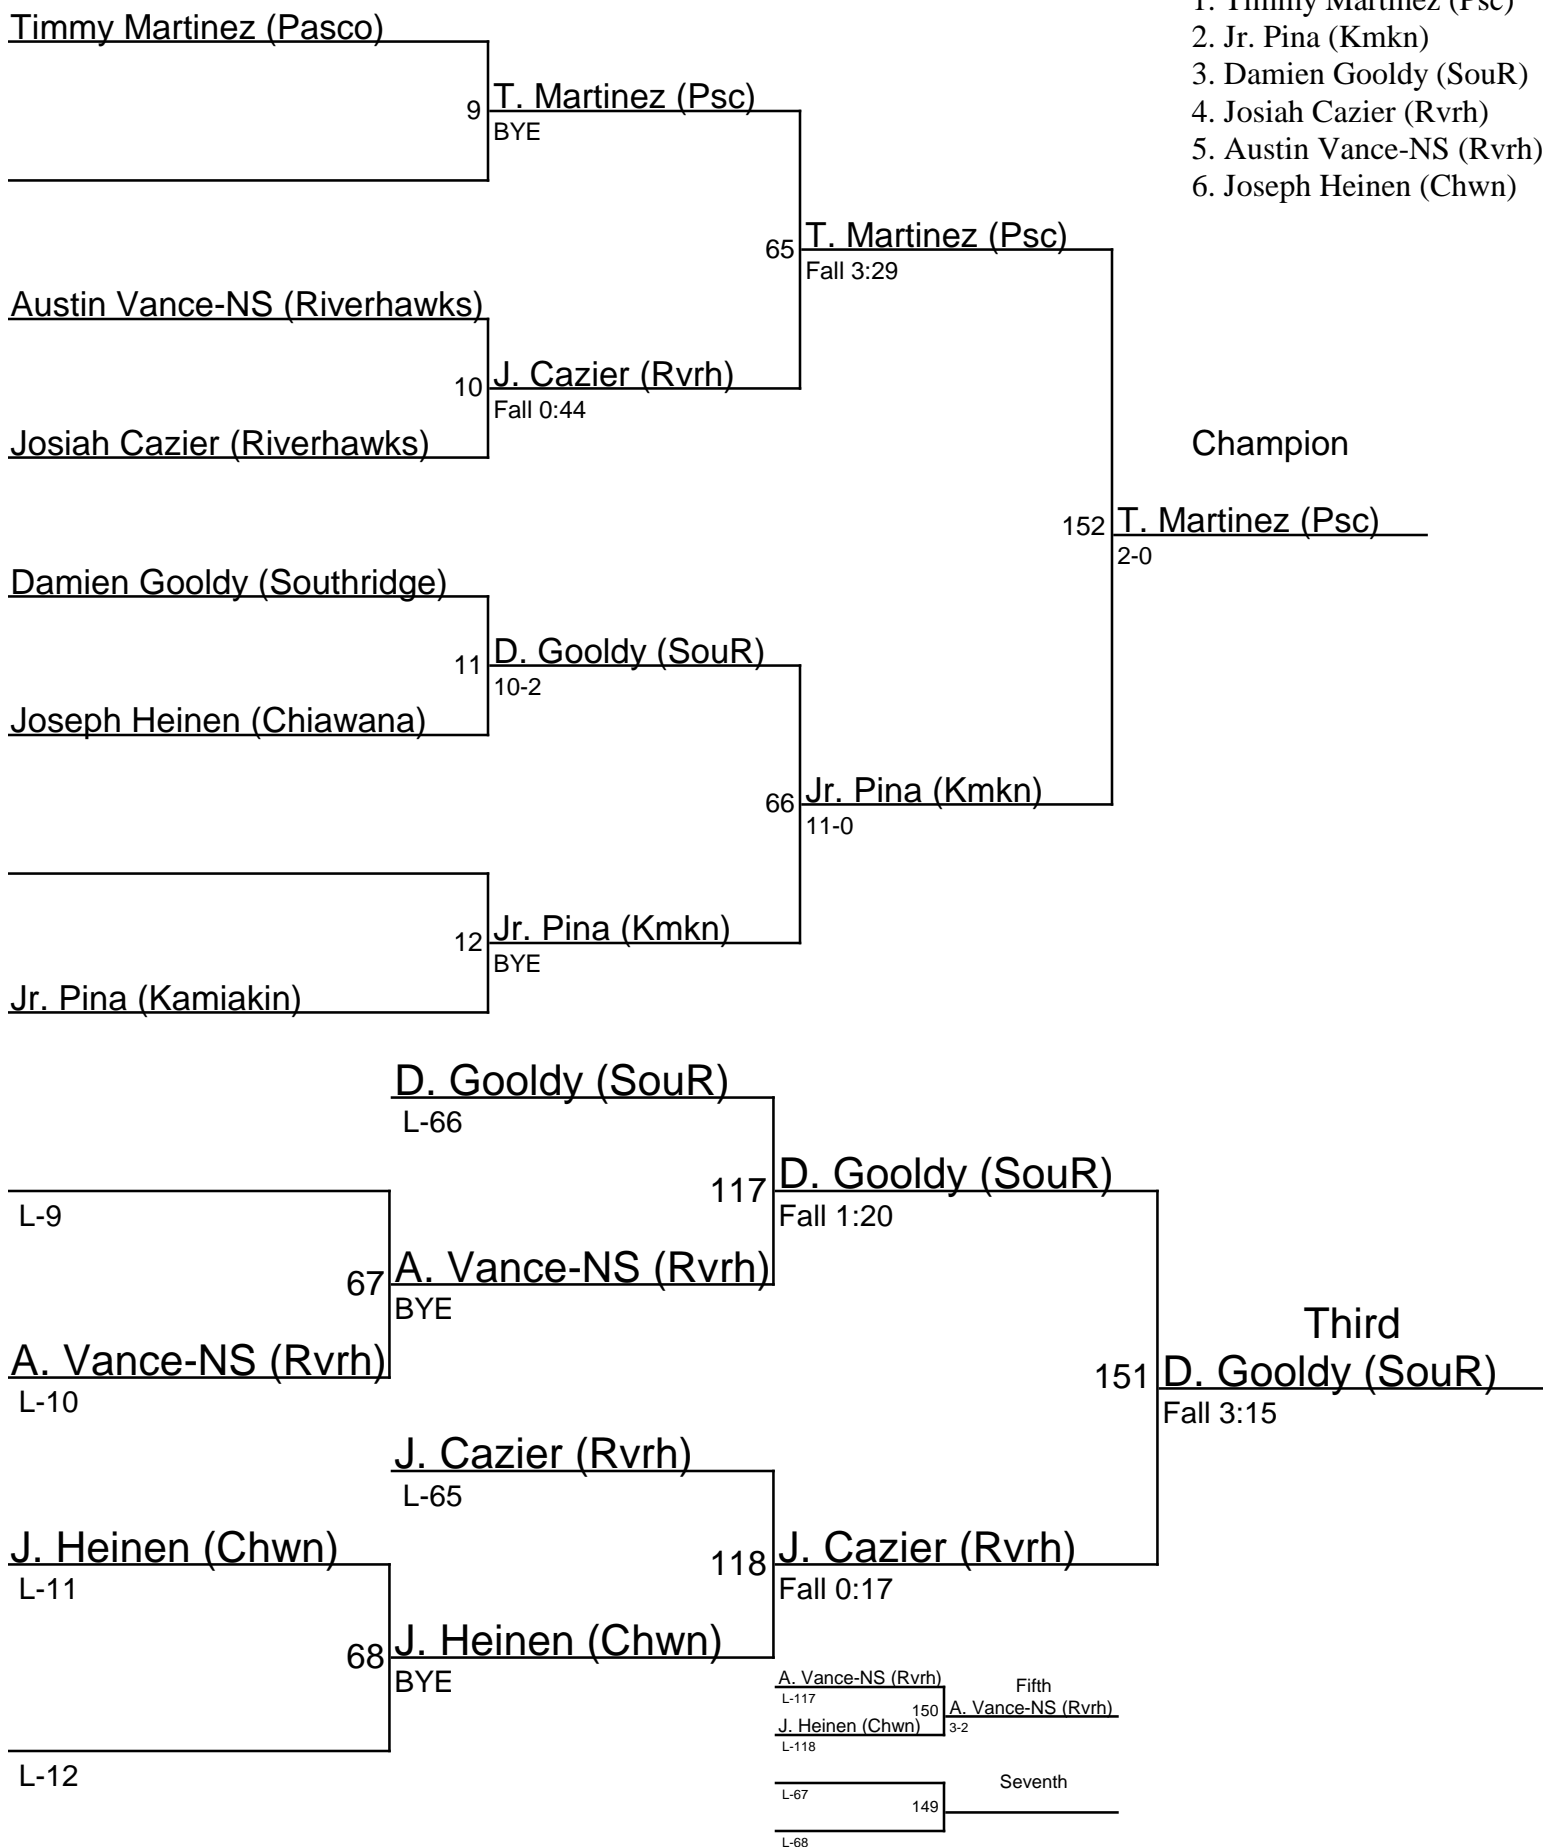 1. Timmy Martinez (Psc)
2. Jr. Pina (Kmkn)
3. Damien Gooldy (SouR)
4. Josiah Cazier (Rvrh)
5. Austin Vance-NS (Rvrh)
6. Joseph Heinen (Chwn)
Timmy Martinez (Pasco)
9 T. Martinez (Psc)
BYE
65 T. Martinez (Psc)
Fall 3:29
Austin Vance-NS (Riverhawks)
10 J. Cazier (Rvrh)
Fall 0:44
Josiah Cazier (Riverhawks)
Champion
152 T. Martinez (Psc)
2-0
Damien Gooldy (Southridge)
11 D. Gooldy (SouR)
10-2
Joseph Heinen (Chiawana)
66 Jr. Pina (Kmkn)
11-0
12 Jr. Pina (Kmkn)
BYE
Jr. Pina (Kamiakin)
D. Gooldy (SouR)
L-66
117 D. Gooldy (SouR)
Fall 1:20
L-9
67 A. Vance-NS (Rvrh)
BYE
A. Vance-NS (Rvrh)
L-10
Third
151 D. Gooldy (SouR)
Fall 3:15
J. Cazier (Rvrh)
L-65
J. Heinen (Chwn)
L-11
118 J. Cazier (Rvrh)
Fall 0:17
68 J. Heinen (Chwn)
BYE
L-12
A. Vance-NS (Rvrh)
L-117
Fifth
150 A. Vance-NS (Rvrh)
3-2
J. Heinen (Chwn)
L-118
L-67
Seventh
149
L-68